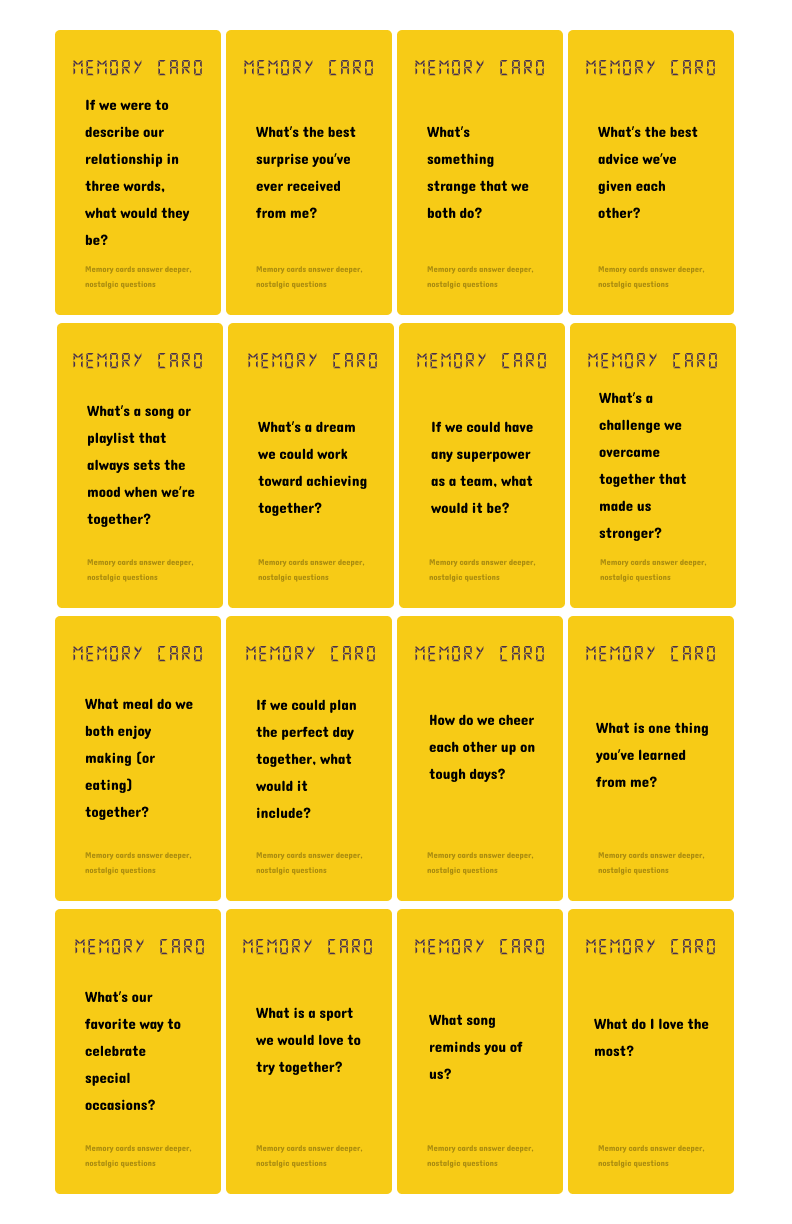 MEMORY CARD
If we were to
describe our
relationship in
three words,
what would they
be?
Memory cards answer deeper,
nostalgic questions
MEMORY CARD
What's the best
surprise you've
ever received
from me?
Memory cards answer deeper,
nostalgic questions
MEMORY CARD
What's
something
strange that we
both do?
Memory cards answer deeper,
nostalgic questions
MEMORY CARD
What's the best
advice we've
given each
other?
Memory cards answer deeper,
nostalgic questions
MEMORY CARD
What's a song or
playlist that
always sets the
mood when we're
together?
Memory cards answer deeper,
nostalgic questions
MEMORY CARD
What's a dream
we could work
toward achieving
together?
Memory cards answer deeper,
nostalgic questions
MEMORY CARD
If we could have
any superpower
as a team, what
would it be?
Memory cards answer deeper,
nostalgic questions
MEMORY CARD
What's a
challenge we
overcame
together that
made us
stronger?
Memory cards answer deeper,
nostalgic questions
MEMORY CARD
What meal do we
both enjoy
making (or
eating)
together?
Memory cards answer deeper,
nostalgic questions
MEMORY CARD
If we could plan
the perfect day
together, what
would it
include?
Memory cards answer deeper,
nostalgic questions
MEMORY CARD
How do we cheer
each other up on
tough days?
Memory cards answer deeper,
nostalgic questions
MEMORY CARD
What is one thing
you've learned
from me?
Memory cards answer deeper,
nostalgic questions
MEMORY CARD
What's our
favorite way to
celebrate
special
occasions?
Memory cards answer deeper,
nostalgic questions
MEMORY CARD
What is a sport
we would love to
try together?
Memory cards answer deeper,
nostalgic questions
MEMORY CARD
What song
reminds you of
us?
Memory cards answer deeper,
nostalgic questions
MEMORY CARD
What do I love the
most?
Memory cards answer deeper,
nostalgic questions